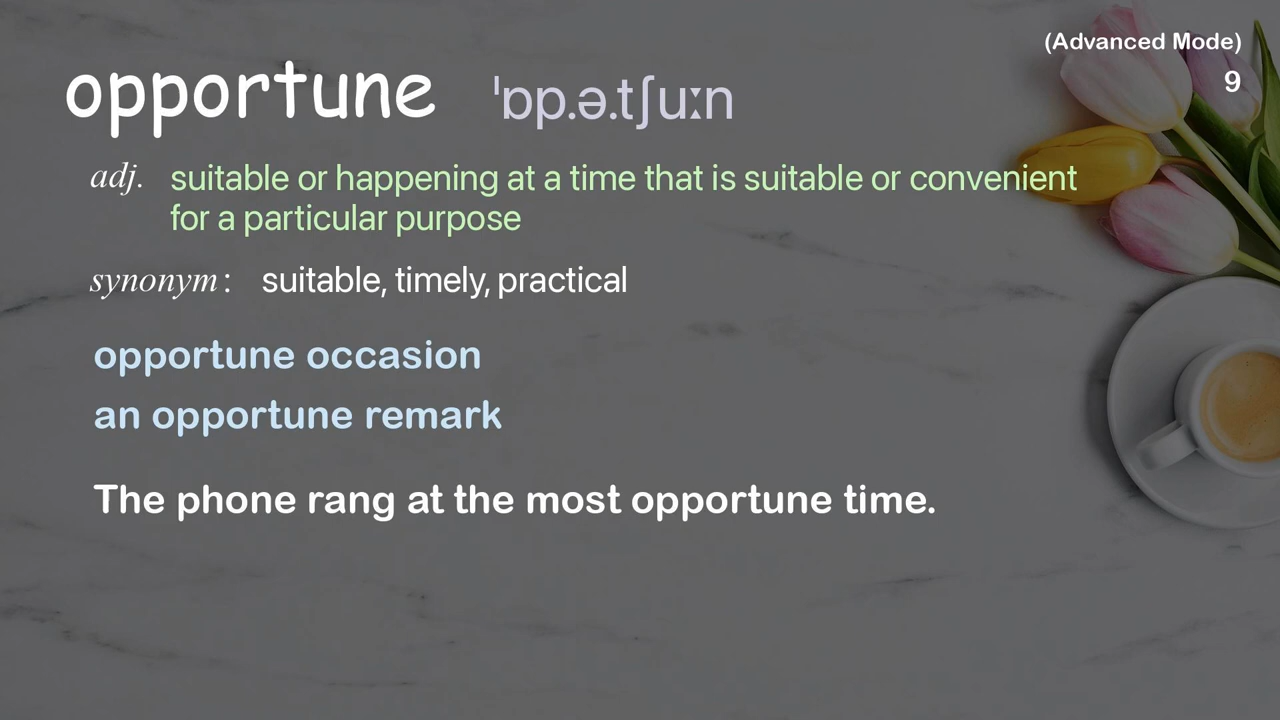 (Advanced Mode)
9
opportune ˈɒp.ə.tʃuːn
adj. suitable or happening at a time that is suitable or convenient
for a particular purpose
synonym : suitable, timely, practical
opportune occasion
an opportune remark
The phone rang at the most opportune time.